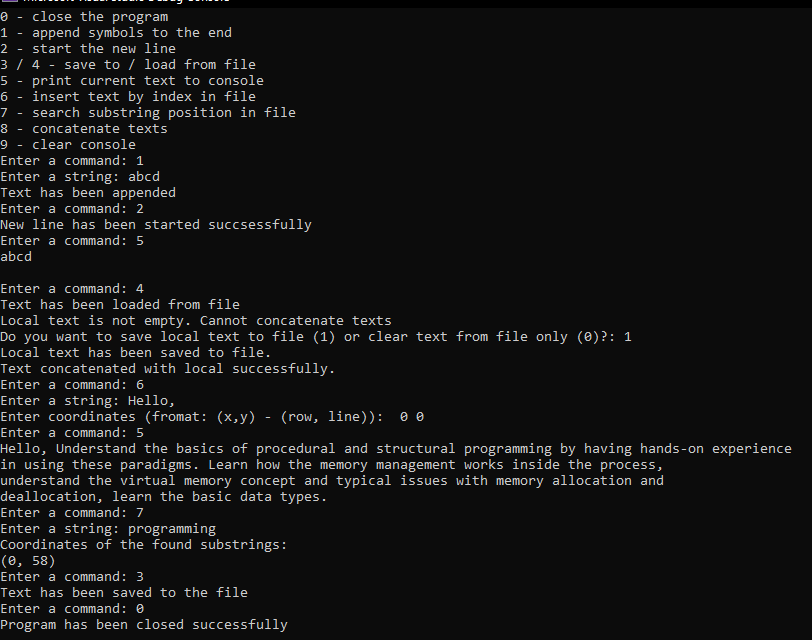 0 - close the program
1 - append symbols to the end
2 - start the new line
3 / 4 - save to / load from file
5 - print current text to console
6 - insert text by index in file
7 - search substring position in file
8 - concatenate texts
9 - clear console
Enter a command: 1
Enter a string: abcd
Text has been appended
Enter a command: 2
New line has been started succsessfully
Enter a command: 5
abcd
Enter a command: 4
Text has been loaded from file
Local text is not empty. Cannot concatenate texts
Do you want to save local text to file (1) or clear text from file only (0)?: 1
Local text has been saved to file.
Text concatenated with local successfully.
Enter a command: 6
Enter a string: Hello,
Enter coordinates (fromat: (x,y) - (row, line)):  0 0
Enter a command: 5
Hello, Understand the basics of procedural and structural programming by having hands-on experience
in using these paradigms. Learn how the memory management works inside the process,
understand the virtual memory concept and typical issues with memory allocation and
deallocation, learn the basic data types.
Enter a command: 7
Enter a string: programming
Coordinates of the found substrings:
(0, 58)
Enter a command: 3
Text has been saved to the file
Enter a command: 0
Program has been closed successfully